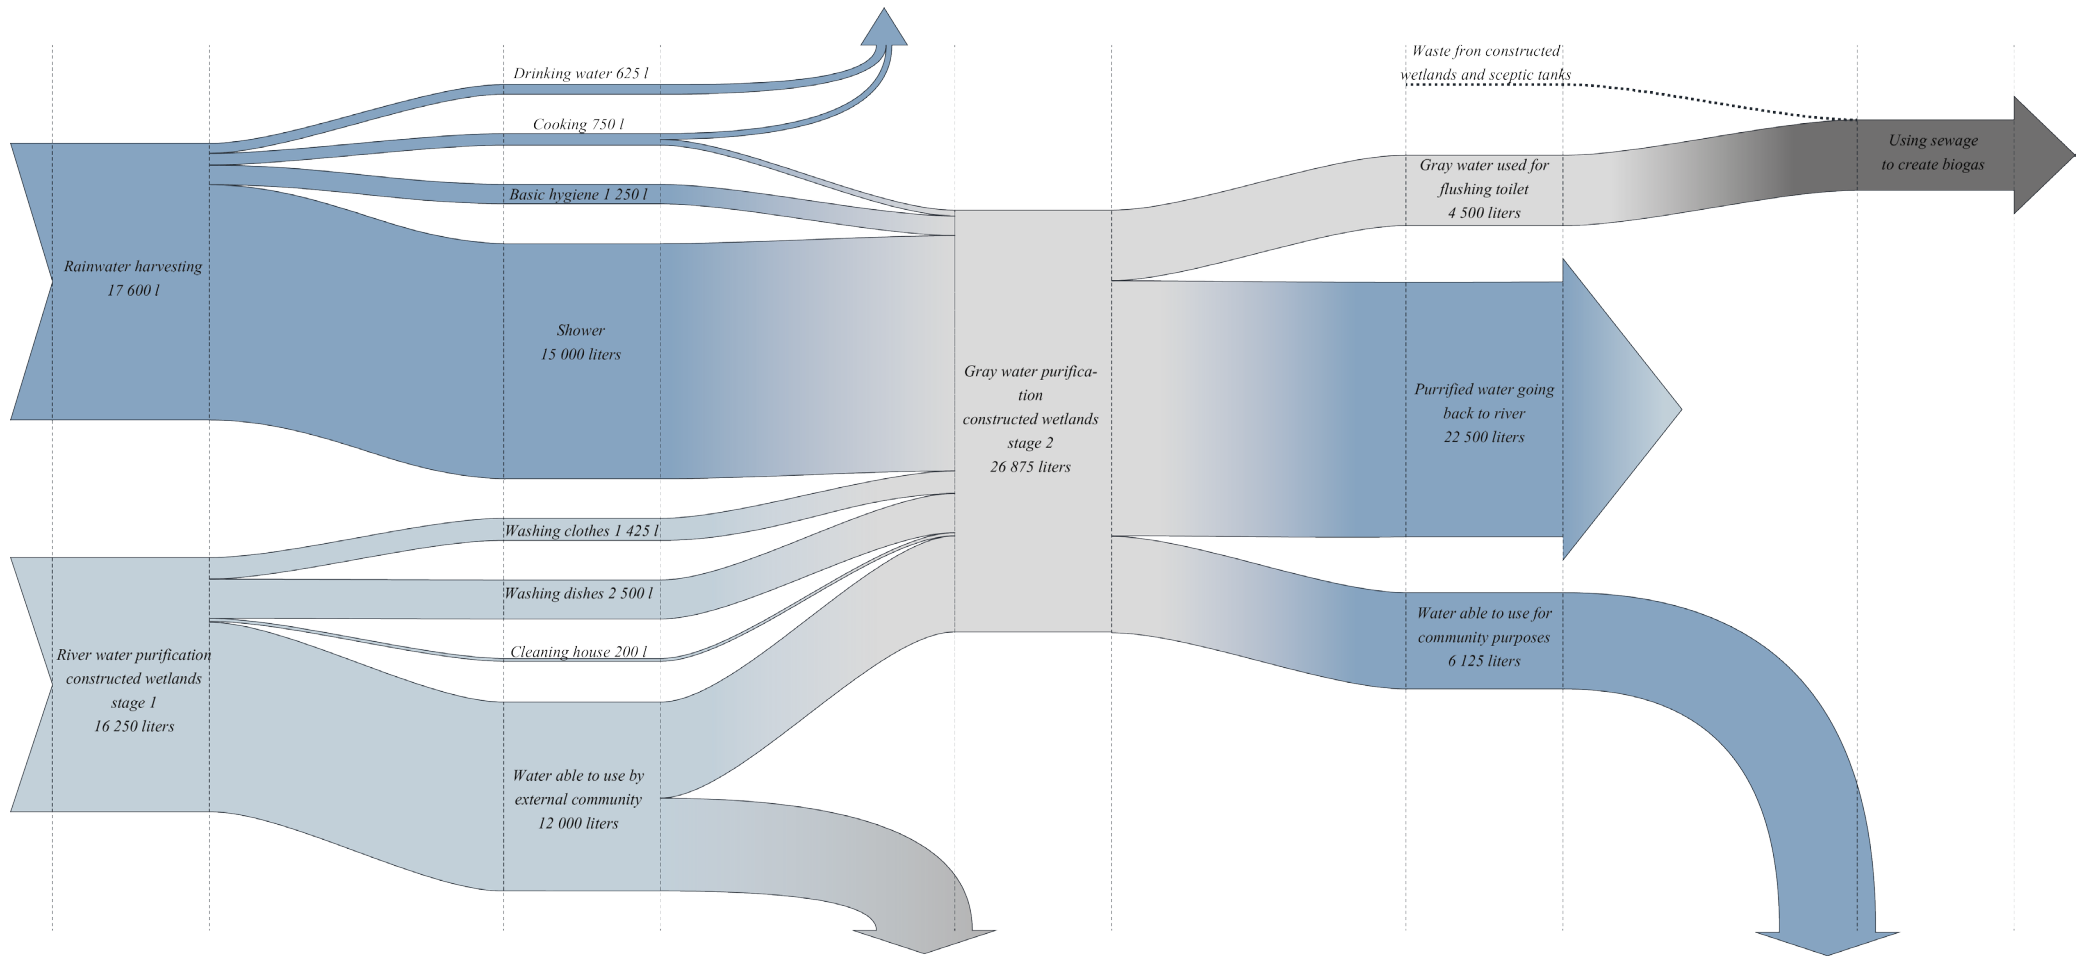 Drinking water 625 l
Cooking 750 l
Basic hygiene 1 250 l
Rainwater harvesting
17 600 l
Shower
15 000 liters
Washing clothes 1 425 l
Washing dishes 2 500 l
Cleaning house 200 l
River water purification
constructed wetlands
stage 1
16 250 liters
Water able to use by
external community
12 000 liters
Gray water purifica-
tion
constructed wetlands
stage 2
26 875 liters
Waste fron constructed
wetlands and sceptic tanks
Gray water used for
flushing toilet
4 500 liters
Using sewage
to create biogas
Purrified water going
back to river
22 500 liters
Water able to use for
community purposes
6 125 liters